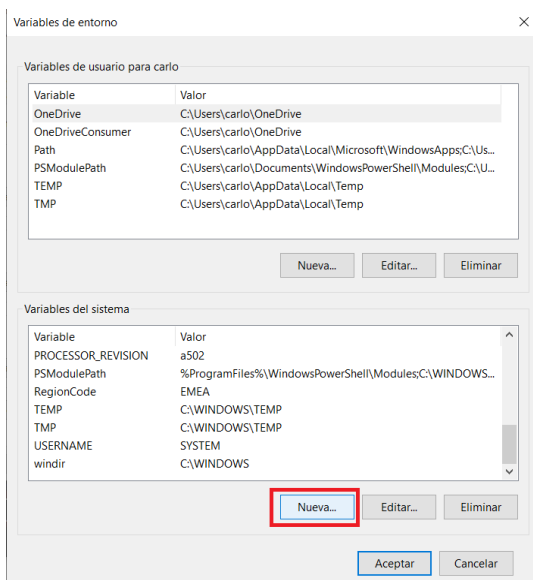 Variables de entorno
Variables de usuario para carlo
Variable Valor
OneDrive C:\Users\carlo\OneDrive
OneDriveConsumer C:\Users\carlo\OneDrive
Path C:\Users\carlo\AppData\Local\Microsoft\WindowsApps;C:\Us...
PSModulePath C:\Users\carlo\Documents\WindowsPowerShell\Modules;C:\U...
TEMP C:\Users\carlo\AppData\Local\Temp
TMP C:\Users\carlo\AppData\Local\Temp
Nueva... Editar... Eliminar
Variables del sistema
Variable Valor
PROCESSOR_REVISION a502
PSModulePath %ProgramFiles%\WindowsPowerShell\Modules;C:\WINDOWS...
RegionCode EMEA
TEMP C:\WINDOWS\TEMP
TMP C:\WINDOWS\TEMP
USERNAME SYSTEM
windir C:\WINDOWS
Nueva... Editar... Eliminar
Aceptar Cancelar